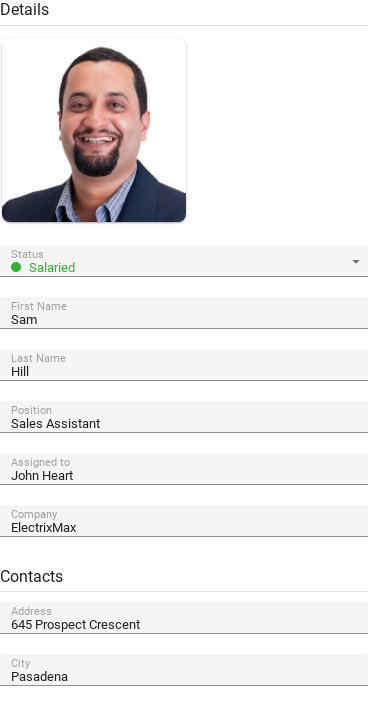 Details
Status
Salaried
First Name
Sam
Last Name
Hill
Position
Sales Assistant
Assigned to
John Heart
Company
ElectrixMax
Contacts
Address
645 Prospect Crescent
City
Pasadena